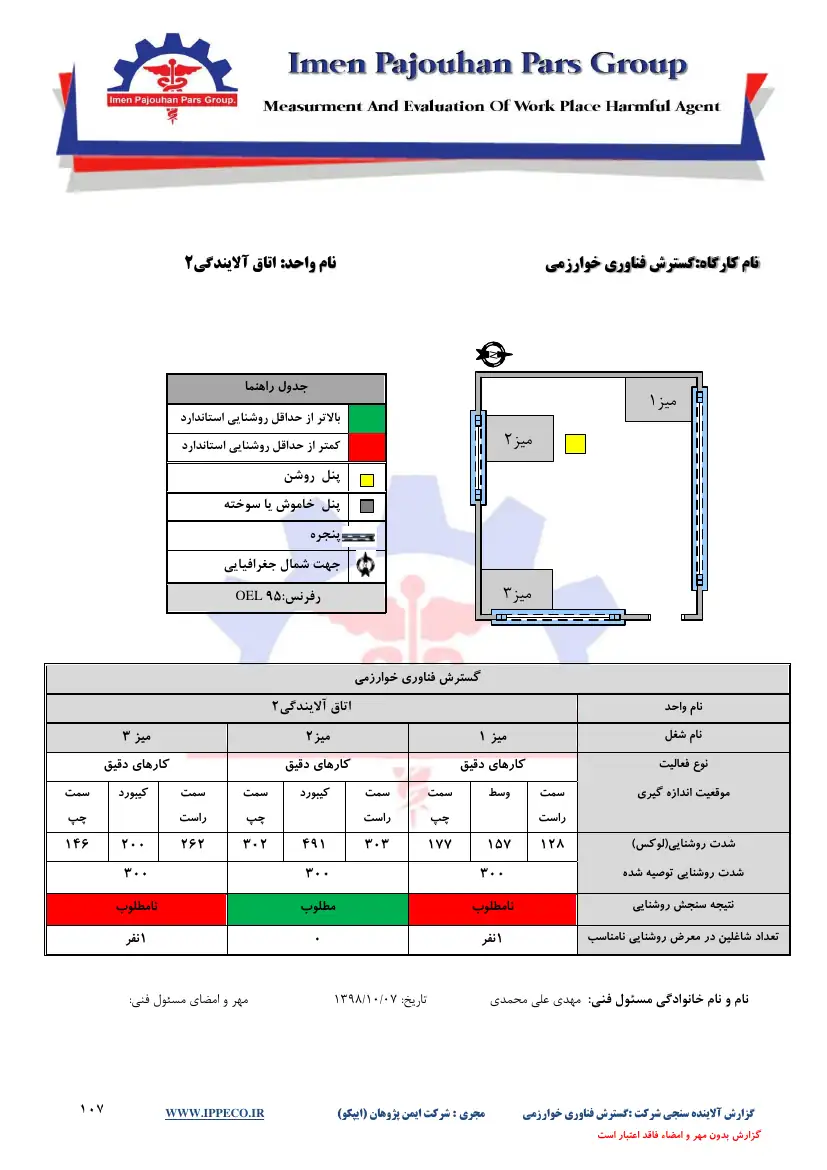 Imen Pajouhan Pars Group
Imen Pajouhan Pars Group.
Measurment And Evaluation Of Work Place Harmful Agent
نام کارگاه:گسترش فناوری خوارزمی نام واحد: اتاق آلایندگی۲
میز۱
میز۲
میز۳
N
جدول راهنما
بالاتر از حداقل روشنایی استاندارد
کمتر از حداقل روشنایی استاندارد
پنل روشن
پنل خاموش یا سوخته
پنجره
جهت شمال جغرافیایی
رفرنس:OEL ۹۵
گسترش فناوری خوارزمی
نام واحد اتاق آلایندگی۲
نام شغل میز ۱ میز۲ میز ۳
نوع فعالیت کارهای دقیق کارهای دقیق کارهای دقیق
موقعیت اندازه گیری سمت راست وسط سمت چپ سمت راست کیبورد سمت چپ سمت راست کیبورد سمت چپ
شدت روشنایی(لوکس) ۱۲۸ ۱۵۷ ۱۷۷ ۳۰۳ ۴۹۱ ۳۰۲ ۲۶۲ ۲۰۰ ۱۴۶
شدت روشنایی توصیه شده ۳۰۰ ۳۰۰ ۳۰۰
نتیجه سنجش روشنایی نامطلوب مطلوب نامطلوب
تعداد شاغلین در معرض روشنایی نامناسب ۱نفر ۰ ۱نفر
نام و نام خانوادگی مسئول فنی: مهدی علی محمدی تاریخ: ۱۳۹۸/۱۰/۰۷ مهر و امضای مسئول فنی:
گزارش آلاینده سنجی شرکت :گسترش فناوری خوارزمی مجری : شرکت ایمن پژوهان (ایپکو) WWW.IPPECO.IR ۱۰۷
گزارش بدون مهر و امضاء فاقد اعتبار است